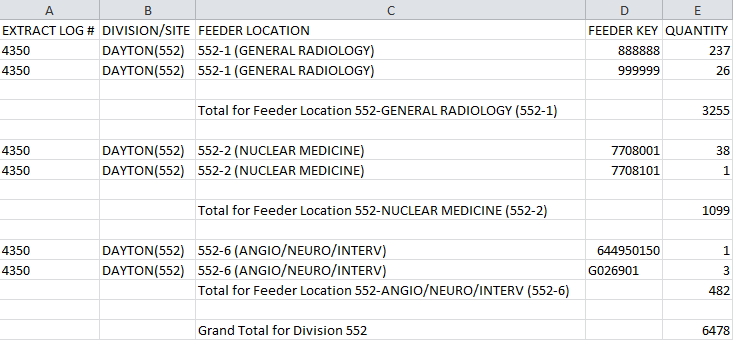 A B C D E
EXTRACT LOG # DIVISION/SITE FEEDER LOCATION FEEDER KEY QUANTITY
4350 DAYTON(552) 552-1 (GENERAL RADIOLOGY) 888888 237
4350 DAYTON(552) 552-1 (GENERAL RADIOLOGY) 999999 26
Total for Feeder Location 552-GENERAL RADIOLOGY (552-1) 3255
4350 DAYTON(552) 552-2 (NUCLEAR MEDICINE) 7708001 38
4350 DAYTON(552) 552-2 (NUCLEAR MEDICINE) 7708101 1
Total for Feeder Location 552-NUCLEAR MEDICINE (552-2) 1099
4350 DAYTON(552) 552-6 (ANGIO/NEURO/INTERV) 644950150 1
4350 DAYTON(552) 552-6 (ANGIO/NEURO/INTERV) G026901 3
Total for Feeder Location 552-ANGIO/NEURO/INTERV (552-6) 482
Grand Total for Division 552 6478